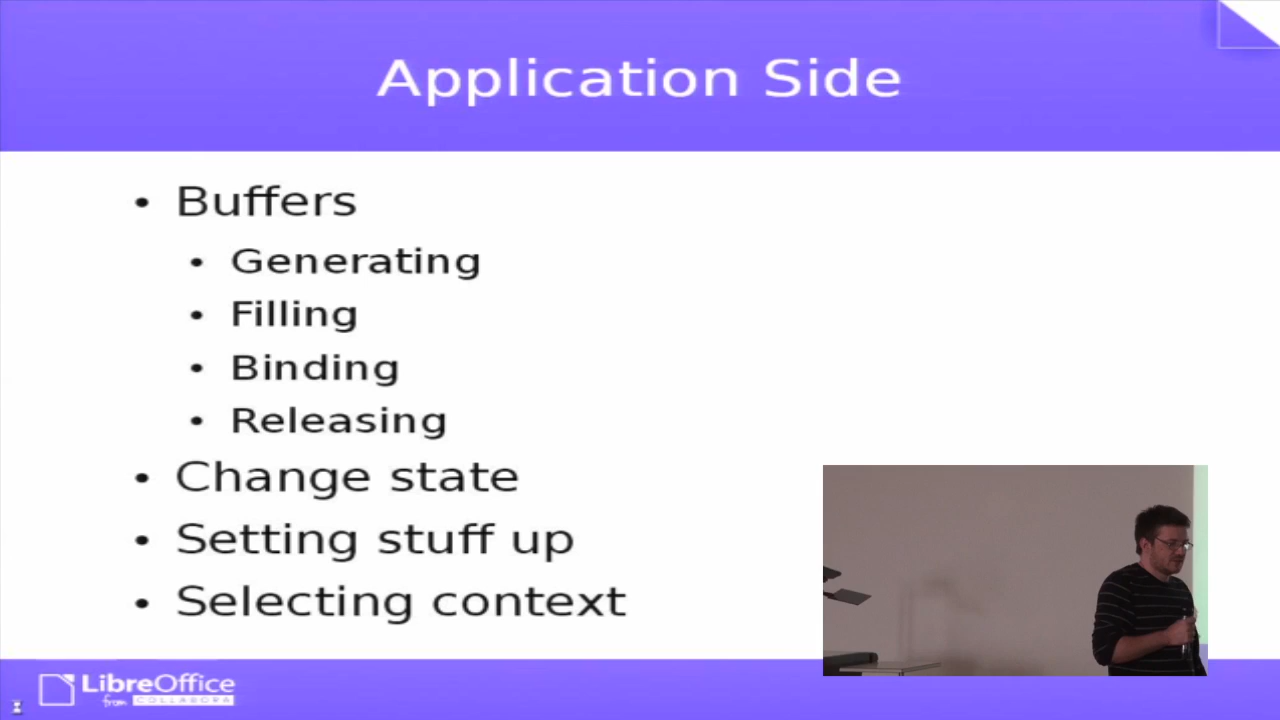 Application Side
• Buffers
• Generating
• Filling
• Binding
• Releasing
• Change state
• Setting stuff up
• Selecting context
LibreOffice
from COLLABORA